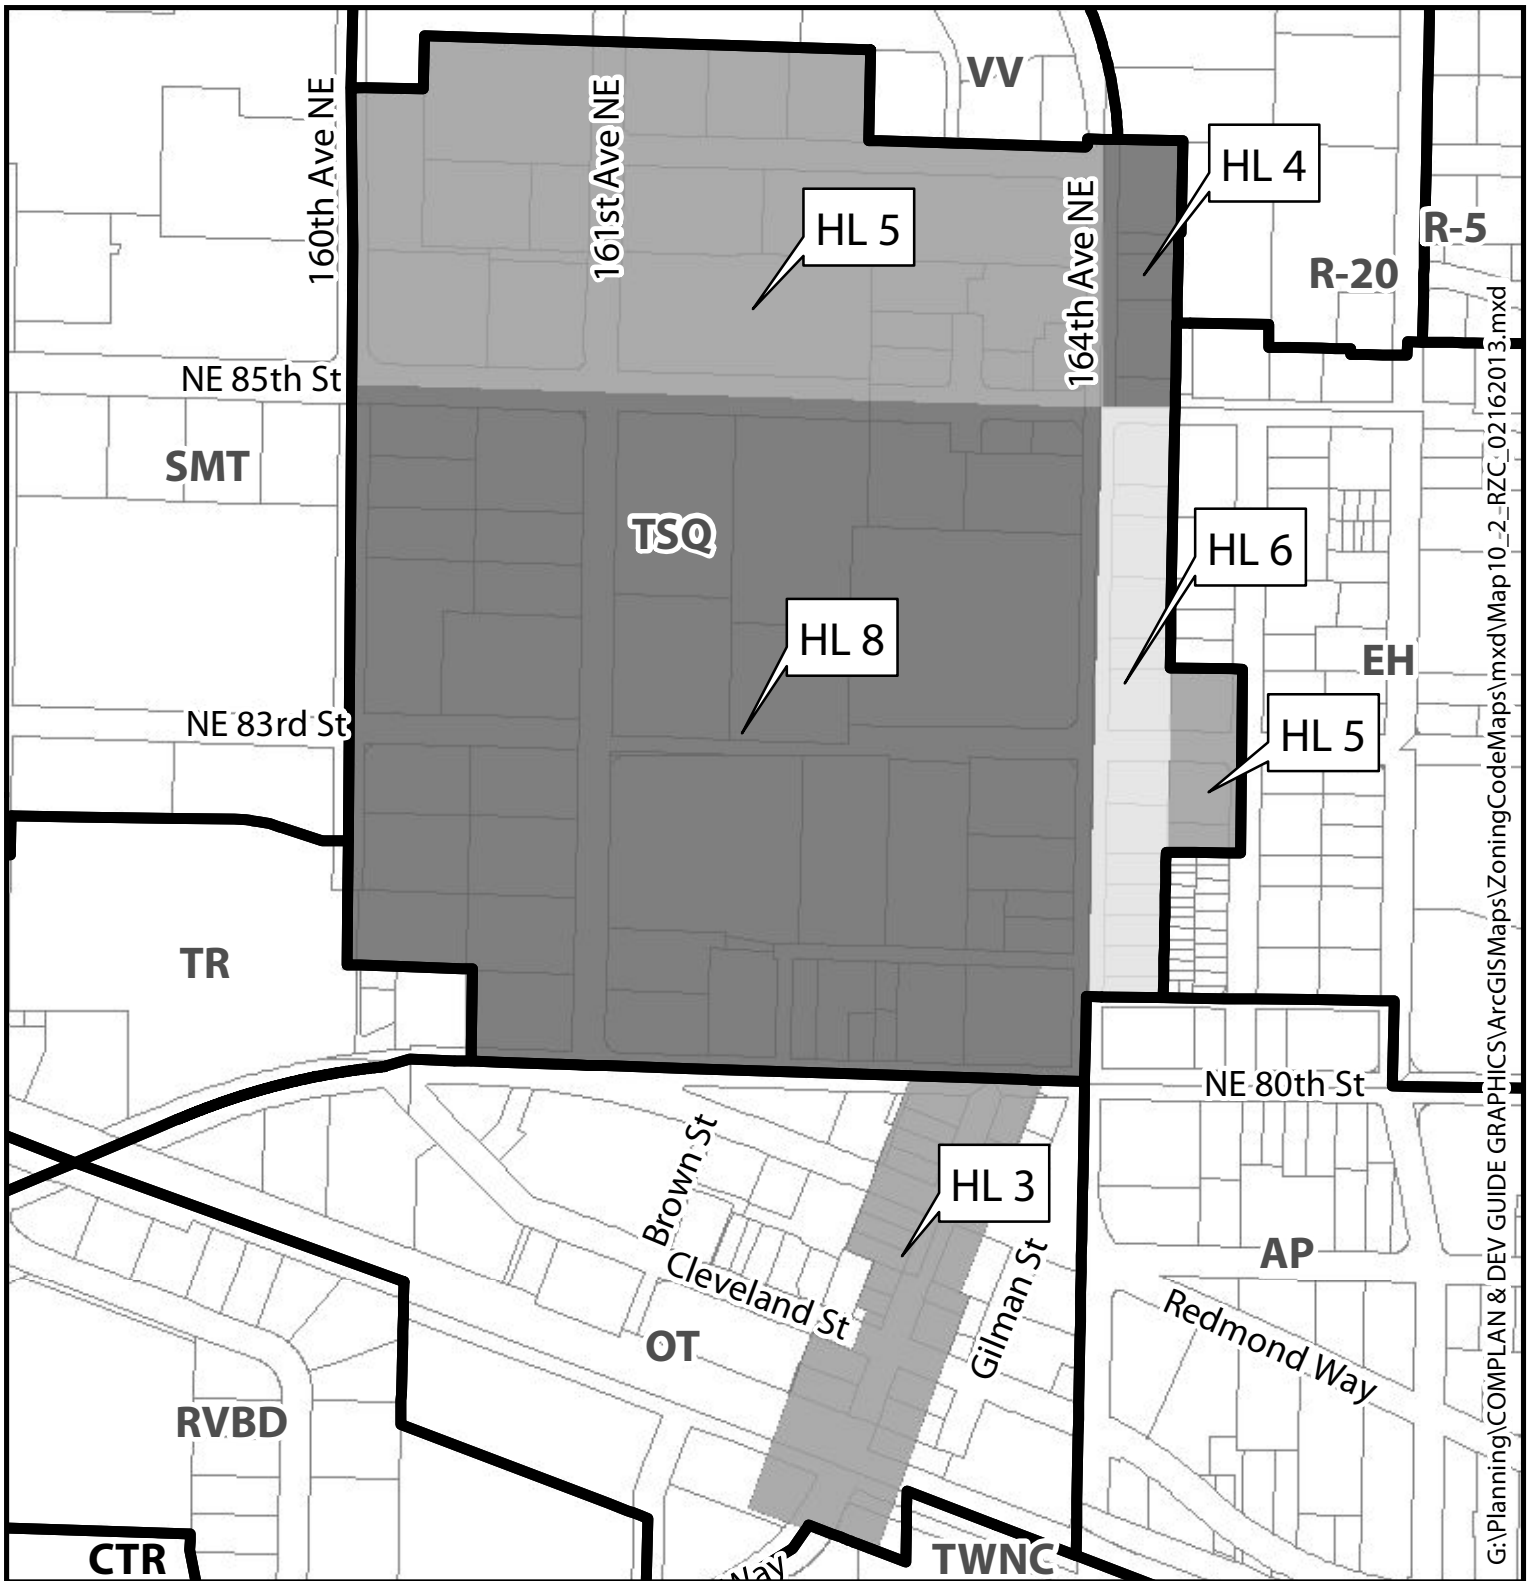 VV
160th Ave NE
161st Ave NE
HL 4
164th Ave NE
HL 5
R-5
R-20
NE 85th St
SMT
TSQ
HL 6
HL 8
EH
NE 83rd St
HL 5
TR
NE 80th St
Brown St
HL 3
Cleveland St
Gilman St
AP
Redmond Way
OT
RVBD
CTR
Way
TWNC
G:\Planning\COMPLAN & DEV GUIDE GRAPHICS\ArcGISMaps\ZoningCodeMaps\mxd\Map10_2_RZC_02162013.mxd